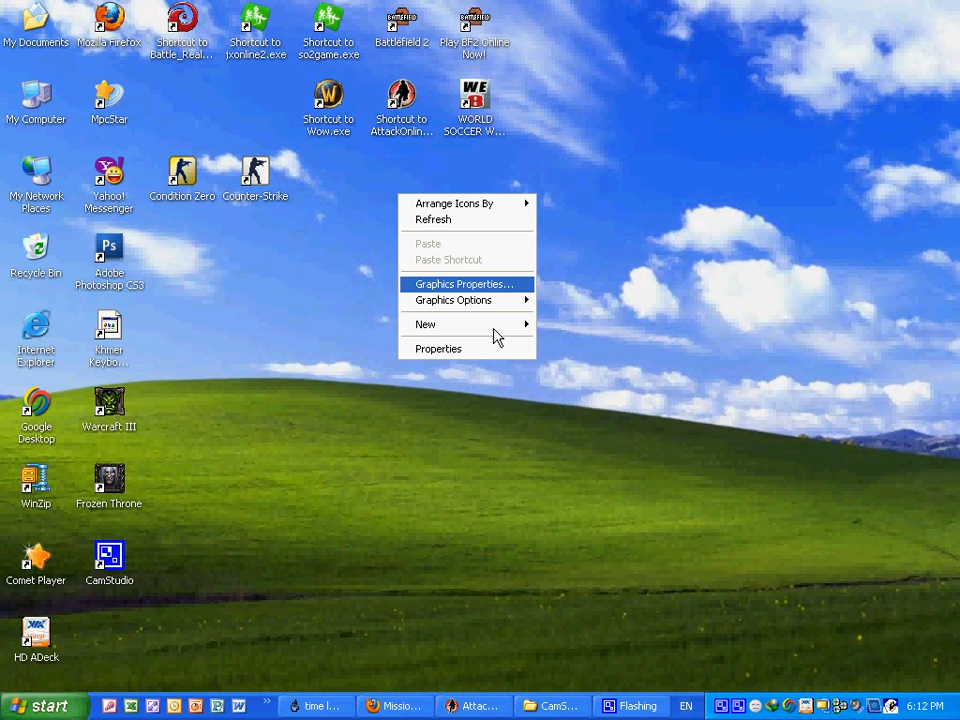 My Documents
Mozilla Firefox
Shortcut to
Battle_Real...
Shortcut to
jxonline2.exe
Shortcut to
so2game.exe
Battlefield 2
Play BF2 Online
Now!
My Computer
MpcStar
Shortcut to
Wow.exe
Shortcut to
AttackOnlin...
WORLD
SOCCER W...
My Network
Places
Yahoo!
Messenger
Condition Zero
Counter-Strike
Recycle Bin
Adobe
Photoshop CS3
Internet
Explorer
Khmer
Keybo...
Google
Desktop
Warcraft III
WinZip
Frozen Throne
Comet Player
CamStudio
HD ADeck
Arrange Icons By
Refresh
Paste
Paste Shortcut
Graphics Properties...
Graphics Options
New
Properties
start
time l...
Missio...
Attac...
CamS...
Flashing
EN
6:12 PM